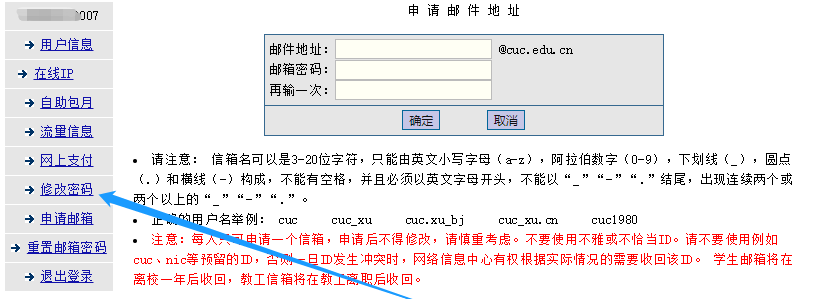 007
用户信息
在线IP
自助包月
流量信息
网上支付
修改密码
申请邮箱
重置邮箱密码
退出登录
申请邮件地址
邮件地址： @cuc.edu.cn
邮箱密码：
再输一次：
确定 取消
• 请注意： 信箱名可以是3-20位字符，只能由英文小写字母（a-z），阿拉伯数字（0-9），下划线（_），圆点
（.）和横线（-）构成，不能有空格，并且必须以英文字母开头，不能以“_”“-”“.”结尾，出现连续两个或
两个以上的“_”、“-”“.”。
• 正确的用户名举例： cuc cuc_xu cuc.xu_bj cuc_xu.cn cuc1980
• 注意：每人只可申请一个信箱，申请后不得修改，请慎重考虑。不要使用不雅或不恰当ID。请不要使用例如
cuc、nic等预留的ID，否则一旦ID发生冲突时，网络信息中心有权根据实际情况的需要收回该ID。 学生邮箱将在
离校一年后收回，教工信箱将在教工离职后收回。